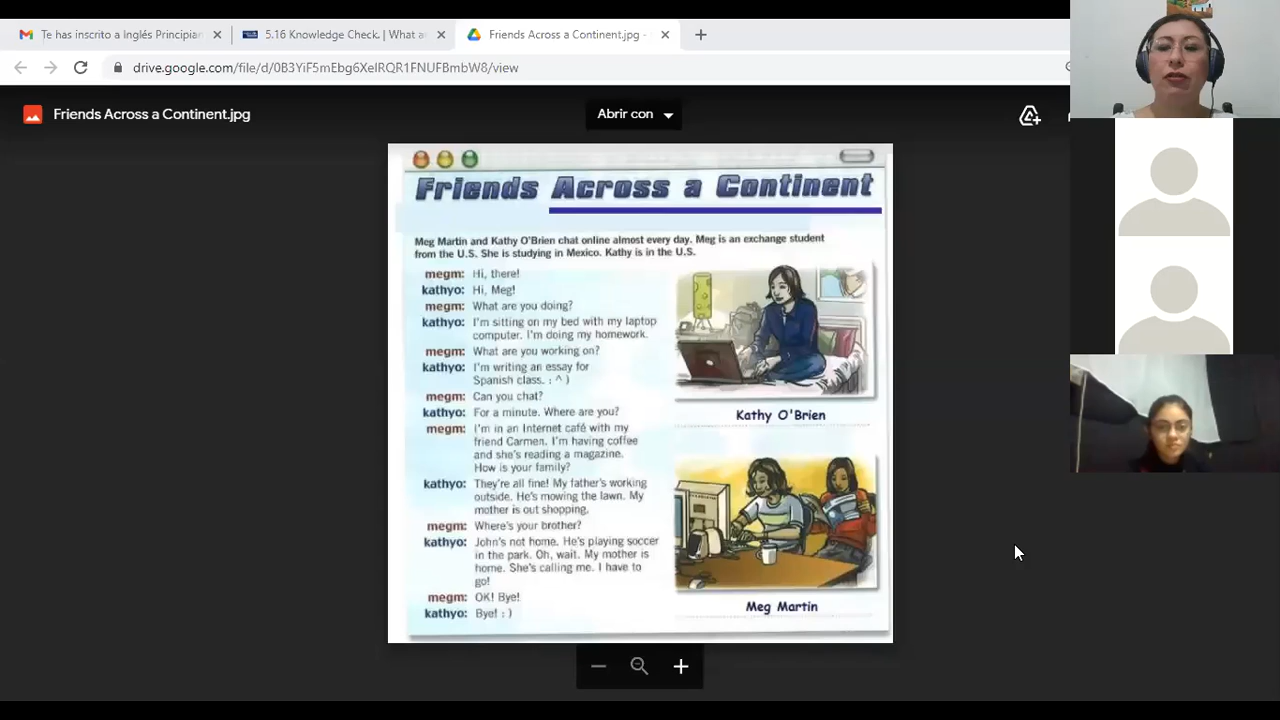 Te has inscrito a Inglés Principian
5.16 Knowledge Check. | What a
Friends Across a Continent.jpg -
drive.google.com/file/d/0B3YiF5mEbg6XelRQR1FNUFBmbW8/view
Friends Across a Continent.jpg
Abrir con
Friends Across a Continent
Meg Martin and Kathy O'Brien chat online almost every day. Meg is an exchange student
from the U.S. She is studying in Mexico. Kathy is in the U.S.
megm: Hi, there!
kathyo: Hi, Meg!
megm: What are you doing?
kathyo: I'm sitting on my bed with my laptop
computer. I'm doing my homework.
megm: What are you working on?
kathyo: I'm writing an essay for
Spanish class. : ^ )
megm: Can you chat?
kathyo: For a minute. Where are you?
megm: I'm in an Internet café with my
friend Carmen. I'm having coffee
and she's reading a magazine.
How is your family?
kathyo: They're all fine! My father's working
outside. He's mowing the lawn. My
mother is out shopping.
megm: Where's your brother?
kathyo: John's not home. He's playing soccer
in the park. Oh, wait. My mother is
home. She's calling me. I have to
go!
megm: OK! Bye!
kathyo: Bye! : )
Kathy O'Brien
Meg Martin